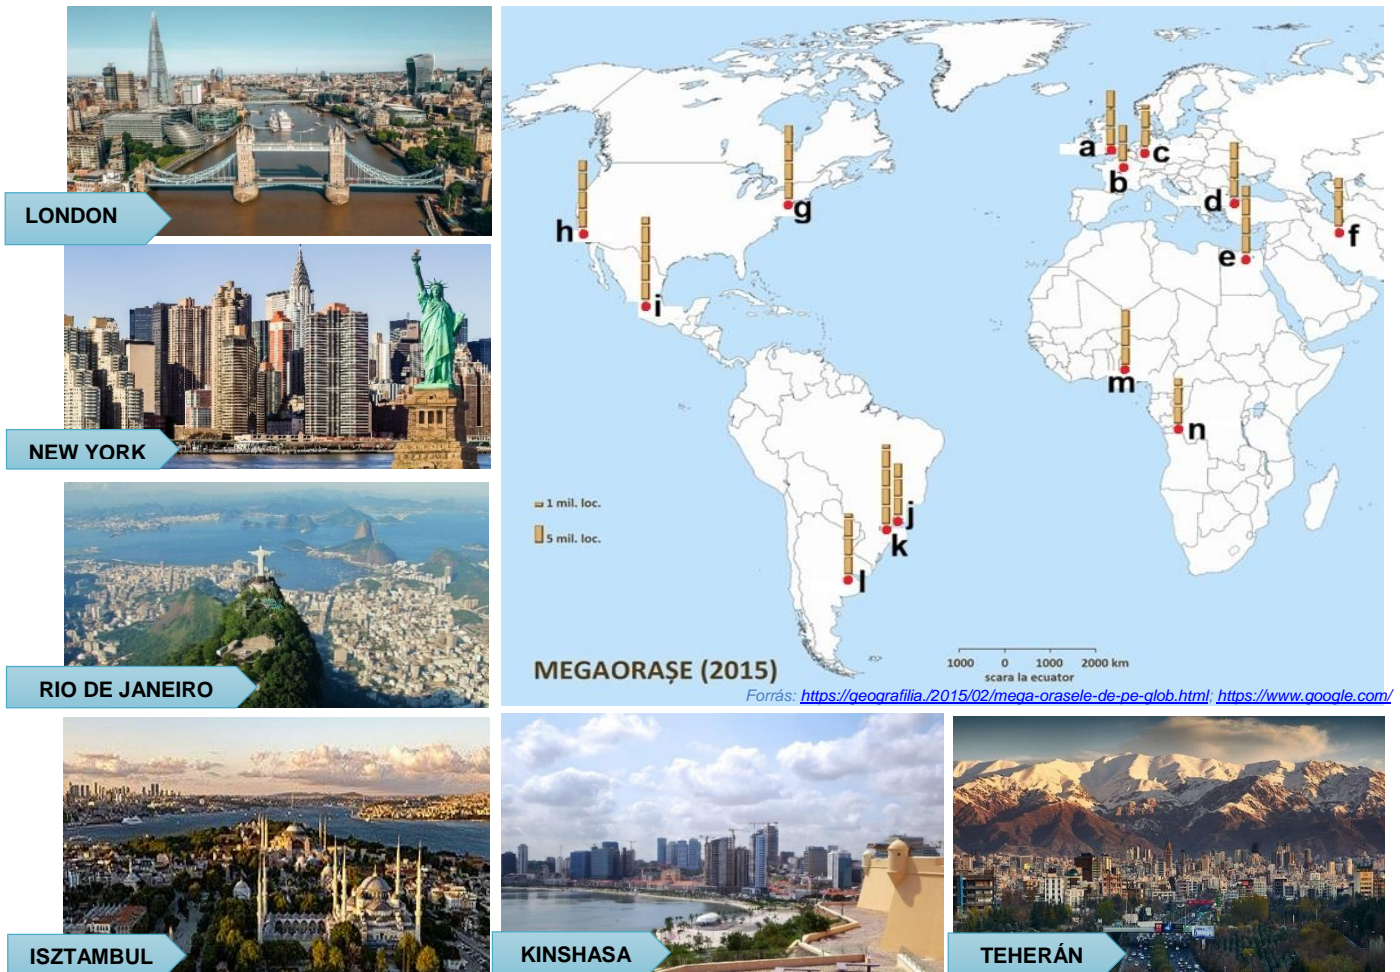 LONDON
NEW YORK
RIO DE JANEIRO
ISZTAMBUL
KINSHASA
TEHERÁN
a
b
c
d
e
f
g
h
i
m
n
j
k
l
1 mil. loc.
5 mil. loc.
MEGAORAȘE (2015)
1000 0 1000 2000 km
scara la ecuator
Forrás: https://geografilia./2015/02/mega-orasele-de-pe-glob.html; https://www.google.com/